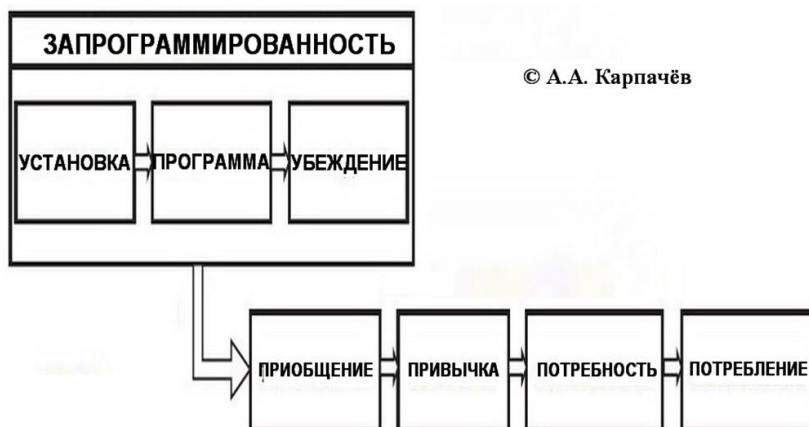 ЗАПРОГРАММИРОВАННОСТЬ
© А.А. Карпачёв
УСТАНОВКА ПРОГРАММА УБЕЖДЕНИЕ
ПРИОБЩЕНИЕ ПРИВЫЧКА ПОТРЕБНОСТЬ ПОТРЕБЛЕНИЕ